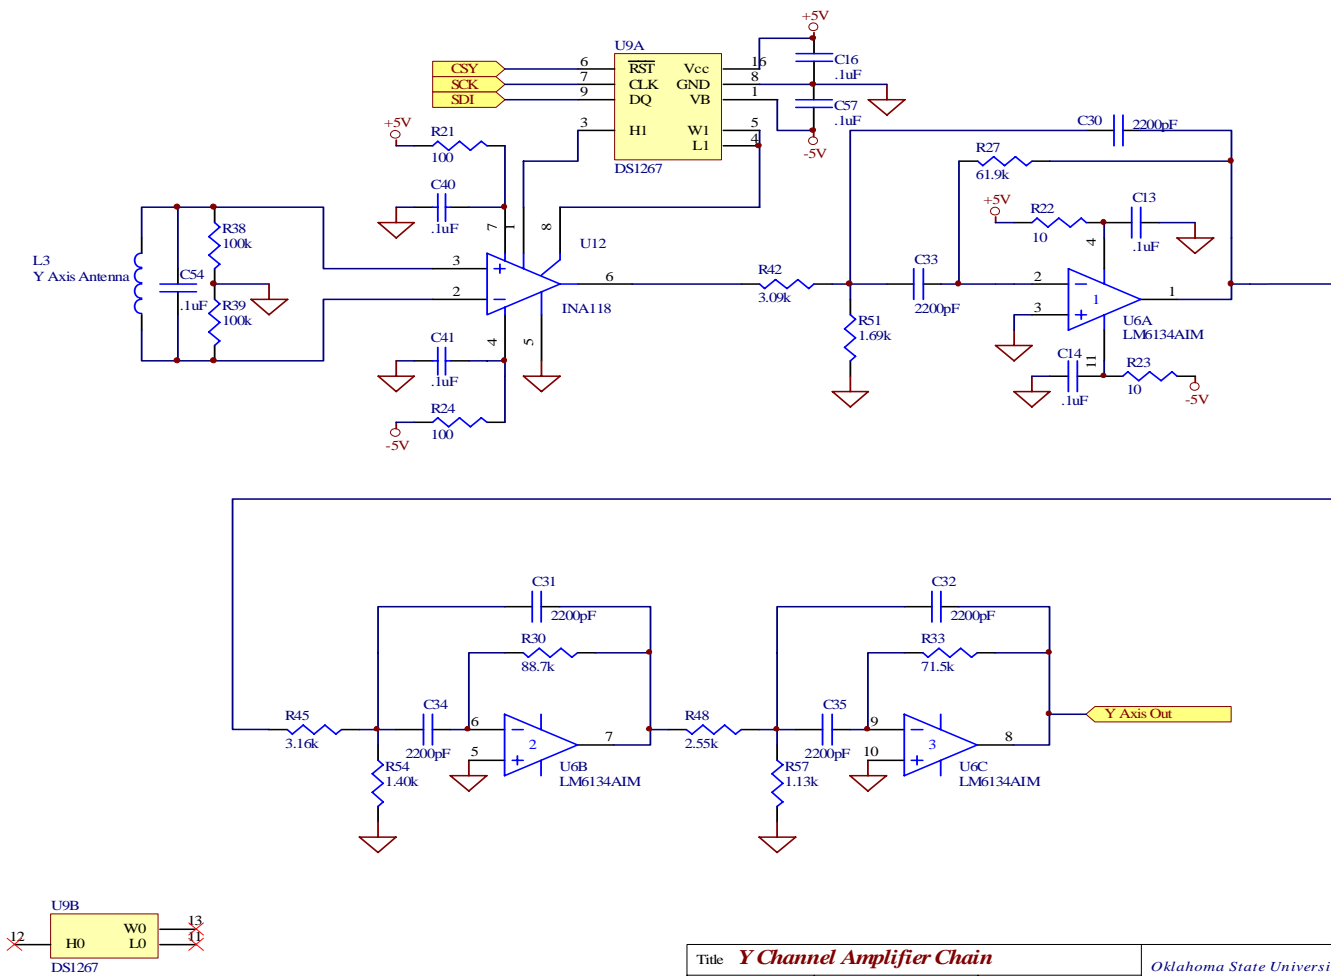 +5V
U9A
CSY 6 RST Vcc 16 C16
SCK 7 CLK GND 8 .1uF
SDI 9 DQ VB 1 C57
3 H1 W1 5 .1uF
L1 4 -5V
DS1267
+5V R21
100
C30 2200pF
R27
61.9k
C40
.1uF
7 1 8
U12
+5V R22 C13
10 4 .1uF
R38
100k
L3
Y Axis Antenna
C54
.1uF
R39
100k
3 6
2
INA118
R42
3.09k
C33
2200pF
2 1 1
3
U6A
LM6134AIM
R51
1.69k
C41
.1uF
4 5
C14 11 R23
.1uF 10 -5V
R24
100
-5V
C31
2200pF
R30
88.7k
C32
2200pF
R33
71.5k
R45
3.16k
C34
2200pF
6 2 7
5
U6B
LM6134AIM
R54
1.40k
R48
2.55k
C35
2200pF
9 3 8
10
U6C
LM6134AIM
R57
1.13k
Y Axis Out
U9B
12 H0 W0 13
L0 11
DS1267
Title Y Channel Amplifier Chain
Oklahoma State Universi